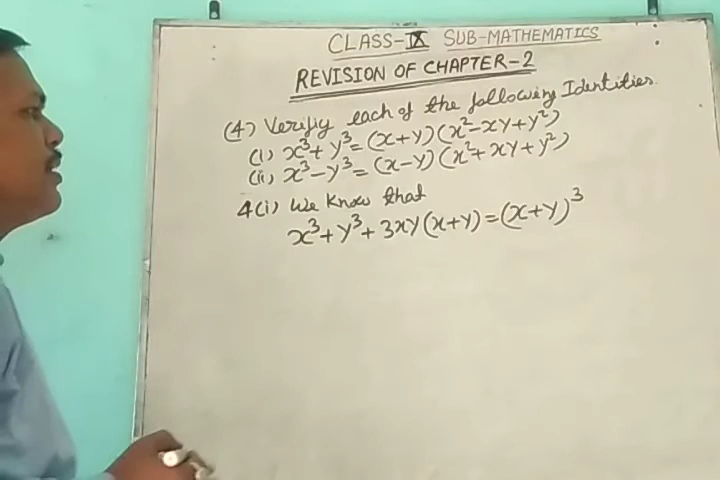 CLASS-IX SUB-MATHEMATICS
REVISION OF CHAPTER-2
(4) Verifiy each of the following Identities.
(i) x³+y³=(x+y)(x²-xy+y²)
(ii) x³-y³=(x-y)(x²+xy+y²)
4(i) We know that
x³+y³+3xy(x+y)=(x+y)³